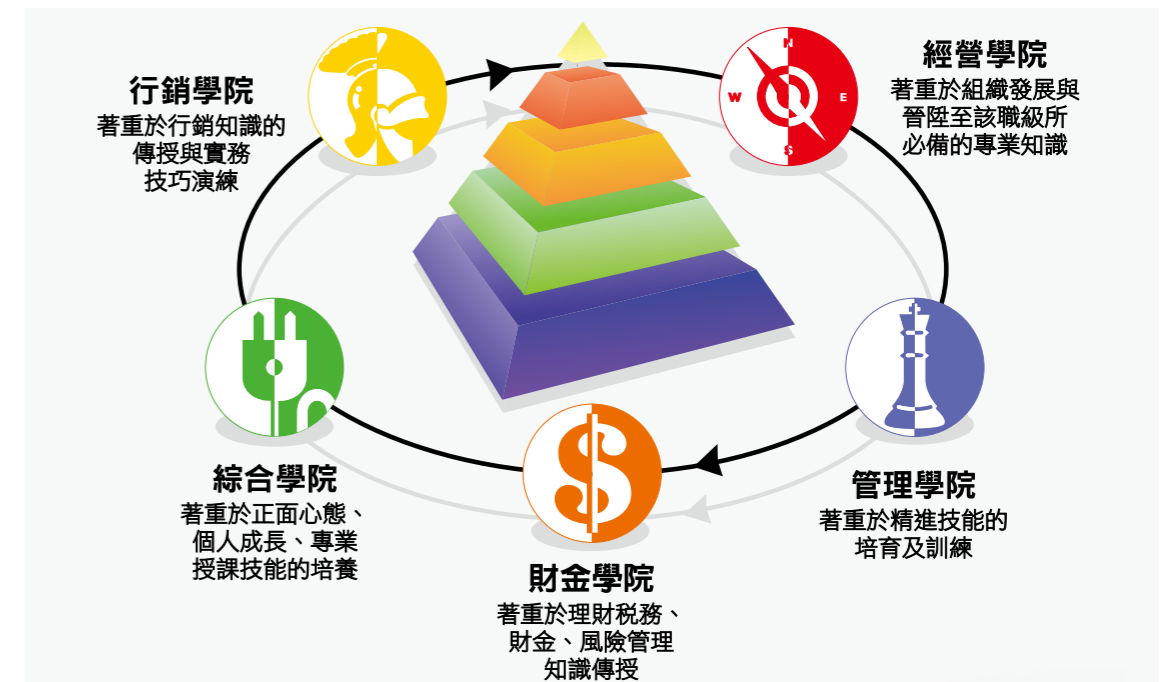 行銷學院
著重於行銷知識的
傳授與實務
技巧演練
N
W
E
S
經營學院
著重於組織發展與
晉陞至該職級所
必備的專業知識
綜合學院
著重於正面心態、
個人成長、專業
授課技能的培養
$
財金學院
著重於理財稅務、
財金、風險管理
知識傳授
管理學院
著重於精進技能的
培育及訓練